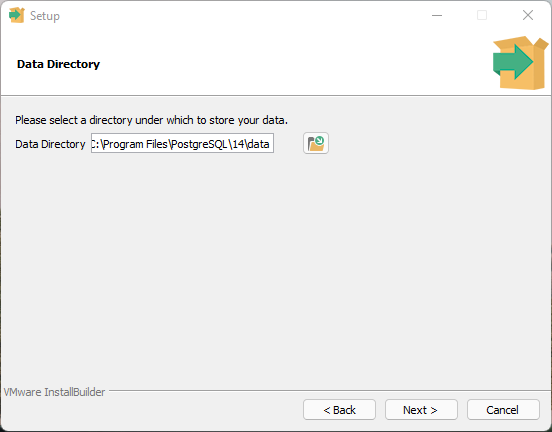 Setup
Data Directory
Please select a directory under which to store your data.
Data Directory C:\Program Files\PostgreSQL\14\data
VMware InstallBuilder
< Back Next > Cancel